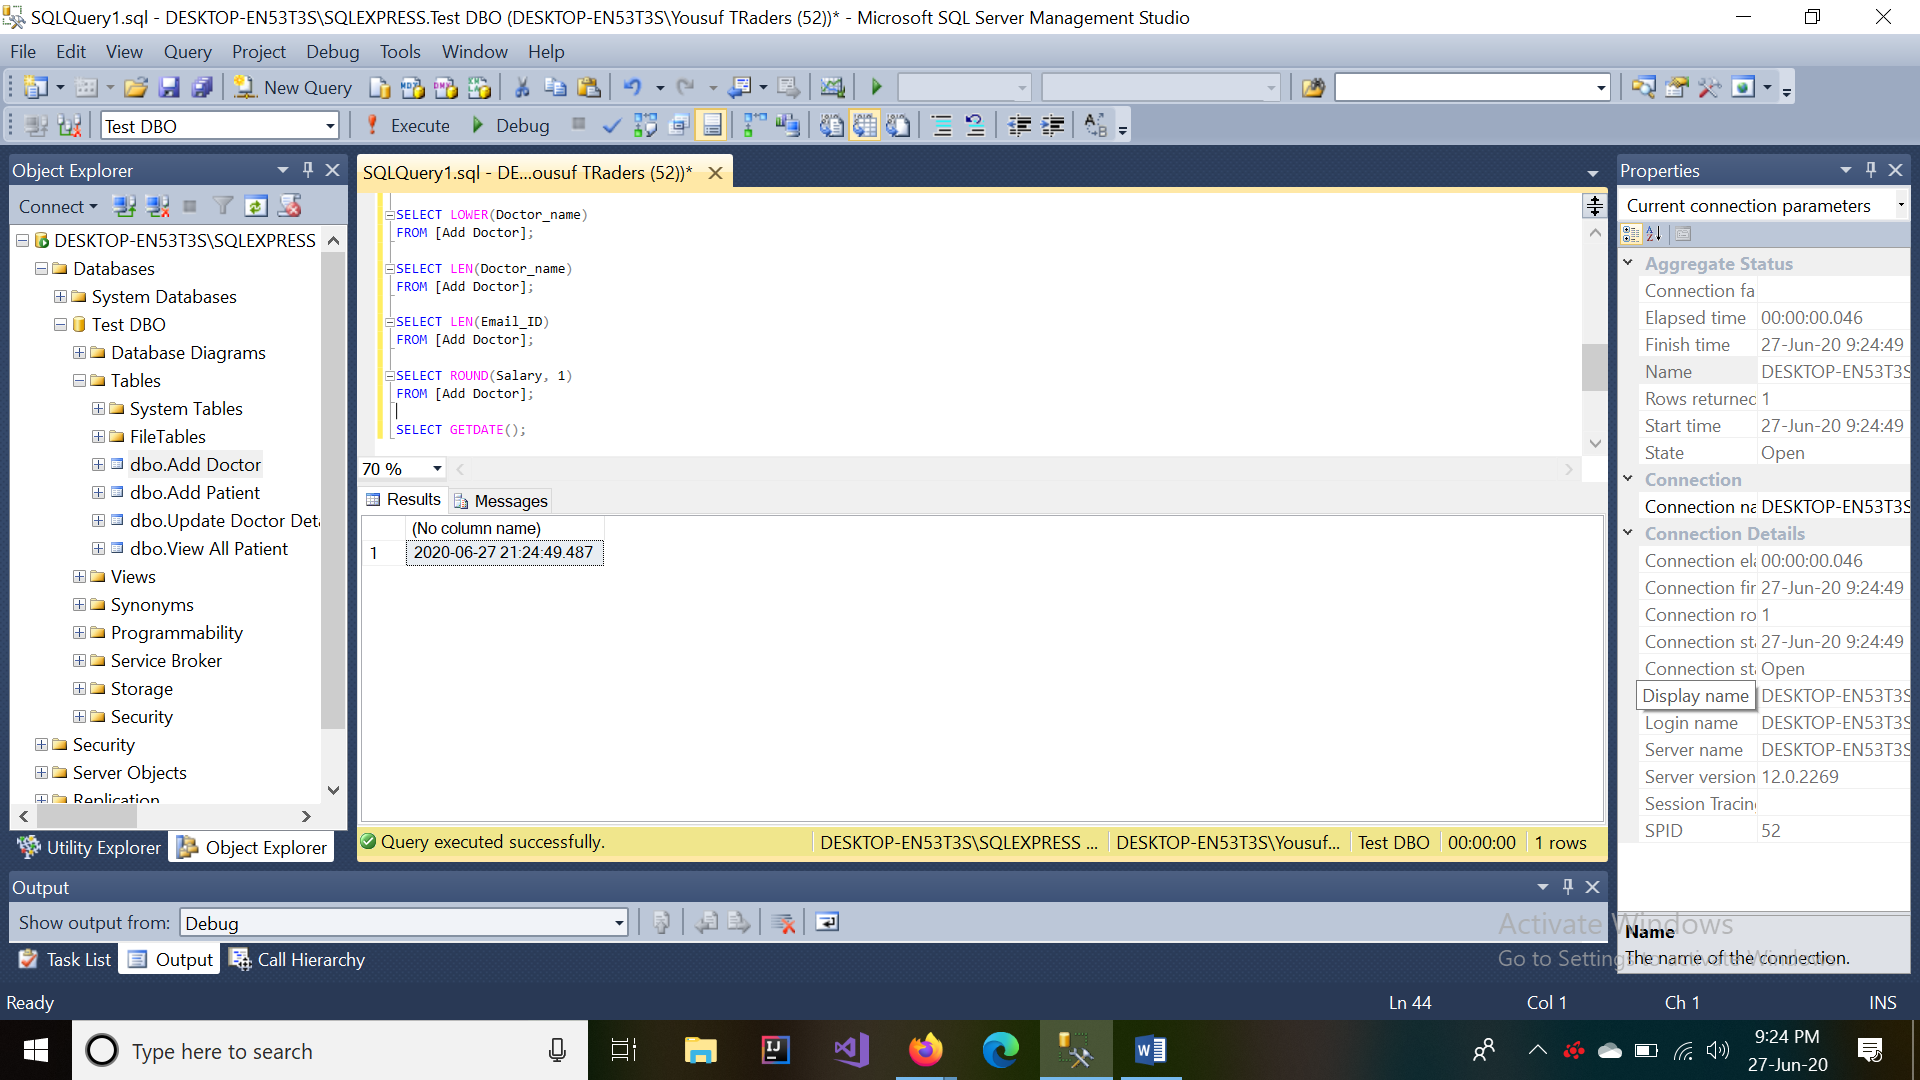 SQLQuery1.sql - DESKTOP-EN53T3S\SQLEXPRESS.Test DBO (DESKTOP-EN53T3S\Yousuf TRaders (52))* - Microsoft SQL Server Management Studio
File Edit View Query Project Debug Tools Window Help
New Query
Test DBO Execute Debug
Object Explorer
Connect
DESKTOP-EN53T3S\SQLEXPRESS
Databases
System Databases
Test DBO
Database Diagrams
Tables
System Tables
FileTables
dbo.Add Doctor
dbo.Add Patient
dbo.Update Doctor Det
dbo.View All Patient
Views
Synonyms
Programmability
Service Broker
Storage
Security
Security
Server Objects
Replication
Utility Explorer Object Explorer
SQLQuery1.sql - DE...ousuf TRaders (52))*
SELECT LOWER(Doctor_name)
FROM [Add Doctor];
SELECT LEN(Doctor_name)
FROM [Add Doctor];
SELECT LEN(Email_ID)
FROM [Add Doctor];
SELECT ROUND(Salary, 1)
FROM [Add Doctor];
SELECT GETDATE();
70 %
Results Messages
(No column name)
1 2020-06-27 21:24:49.487
Query executed successfully. DESKTOP-EN53T3S\SQLEXPRESS ... DESKTOP-EN53T3S\Yousuf... Test DBO 00:00:00 1 rows
Properties
Current connection parameters
Aggregate Status
Connection fa
Elapsed time 00:00:00.046
Finish time 27-Jun-20 9:24:49
Name DESKTOP-EN53T3S
Rows returned 1
Start time 27-Jun-20 9:24:49
State Open
Connection
Connection na DESKTOP-EN53T3S
Connection Details
Connection el 00:00:00.046
Connection fir 27-Jun-20 9:24:49
Connection ro 1
Connection st 27-Jun-20 9:24:49
Connection st Open
Display name DESKTOP-EN53T3S
Login name DESKTOP-EN53T3S
Server name DESKTOP-EN53T3S
Server version 12.0.2269
Session Tracin
SPID 52
Name
The name of the connection.
Output
Show output from: Debug
Task List Output Call Hierarchy
Activate Windows
Go to Settings to activate Windows.
Ready Ln 44 Col 1 Ch 1 INS
Type here to search
9:24 PM
27-Jun-20